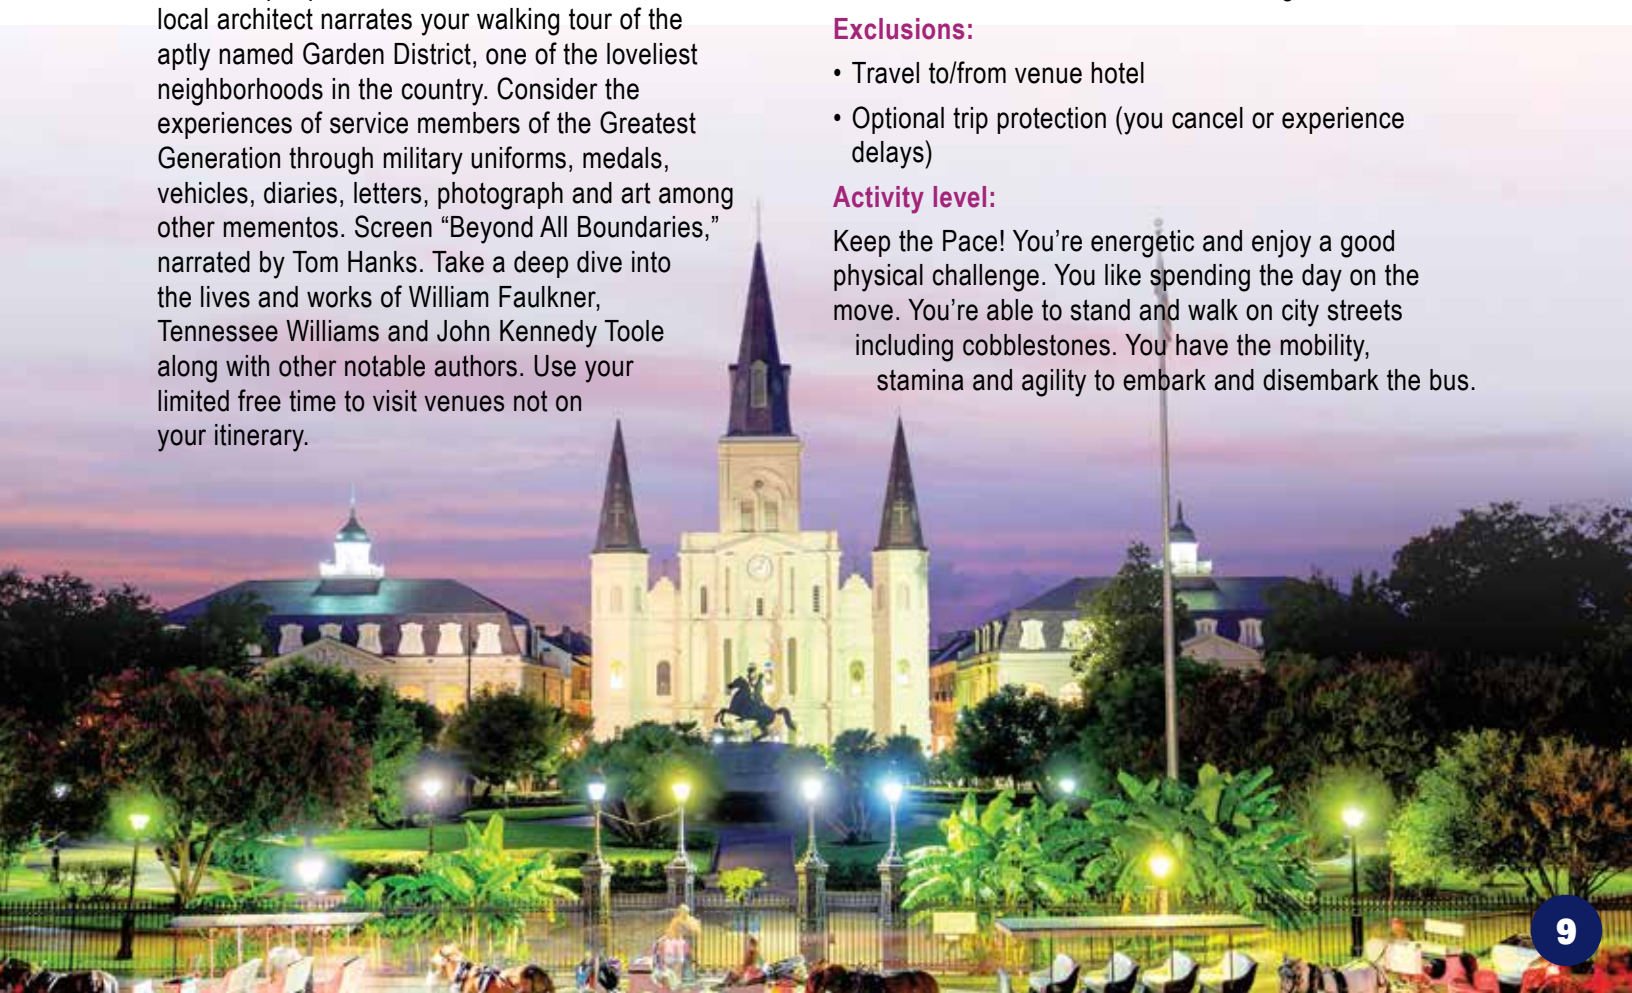 local architect narrates your walking tour of the
aptly named Garden District, one of the loveliest
neighborhoods in the country. Consider the
experiences of service members of the Greatest
Generation through military uniforms, medals,
vehicles, diaries, letters, photograph and art among
other mementos. Screen “Beyond All Boundaries,”
narrated by Tom Hanks. Take a deep dive into
the lives and works of William Faulkner,
Tennessee Williams and John Kennedy Toole
along with other notable authors. Use your
limited free time to visit venues not on
your itinerary.
Exclusions:
• Travel to/from venue hotel
• Optional trip protection (you cancel or experience
delays)
Activity level:
Keep the Pace! You’re energetic and enjoy a good
physical challenge. You like spending the day on the
move. You’re able to stand and walk on city streets
including cobblestones. You have the mobility,
stamina and agility to embark and disembark the bus.
9